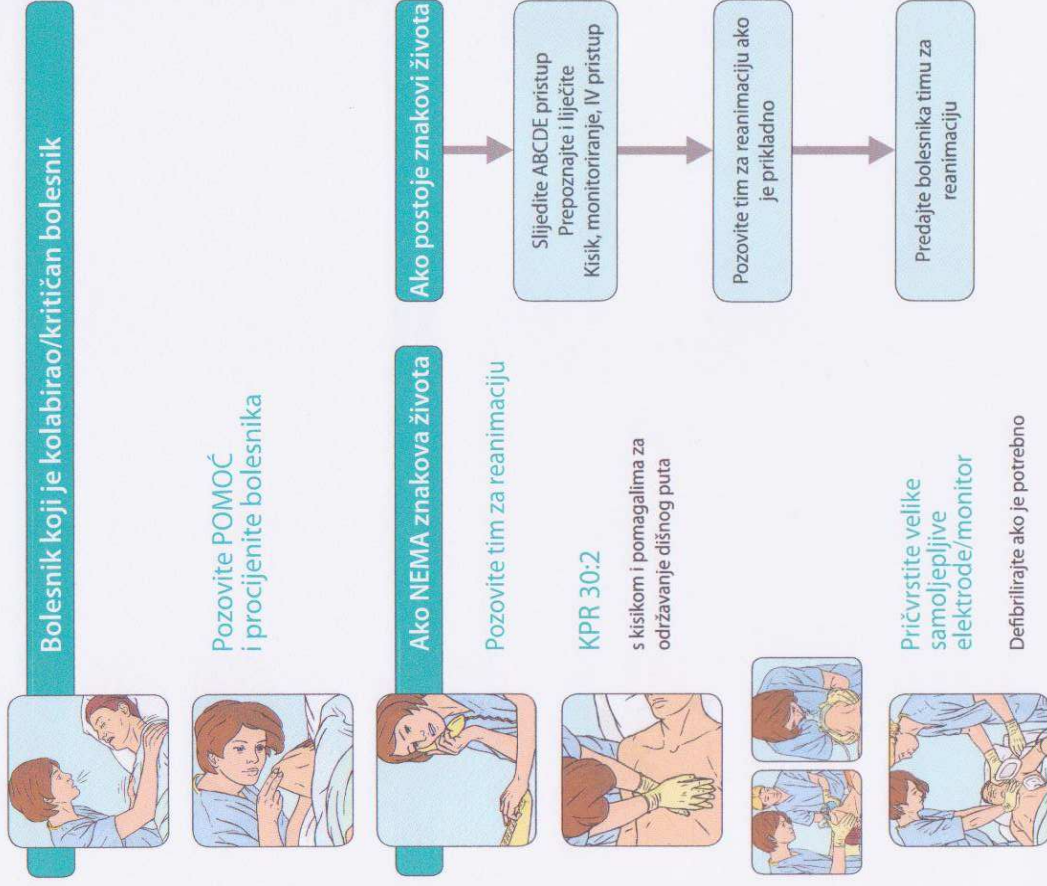 Bolesnik koji je kolabirao/kritičan bolesnik
Pozovite POMOĆ
i procijenite bolesnika
Ako NEMA znakova života
Pozovite tim za reanimaciju
KPR 30:2
s kisikom i pomagalima za
održavanje dišnog puta
Pričvrstite velike
samoljepljive
elektrode/monitor
Defibrilirajte ako je potrebno
Ako postoje znakovi života
Slijedite ABCDE pristup
Prepoznajte i liječite
Kisik, monitoriranje, IV pristup
Pozovite tim za reanimaciju ako
je prikladno
Predajte bolesnika timu za
reanimaciju